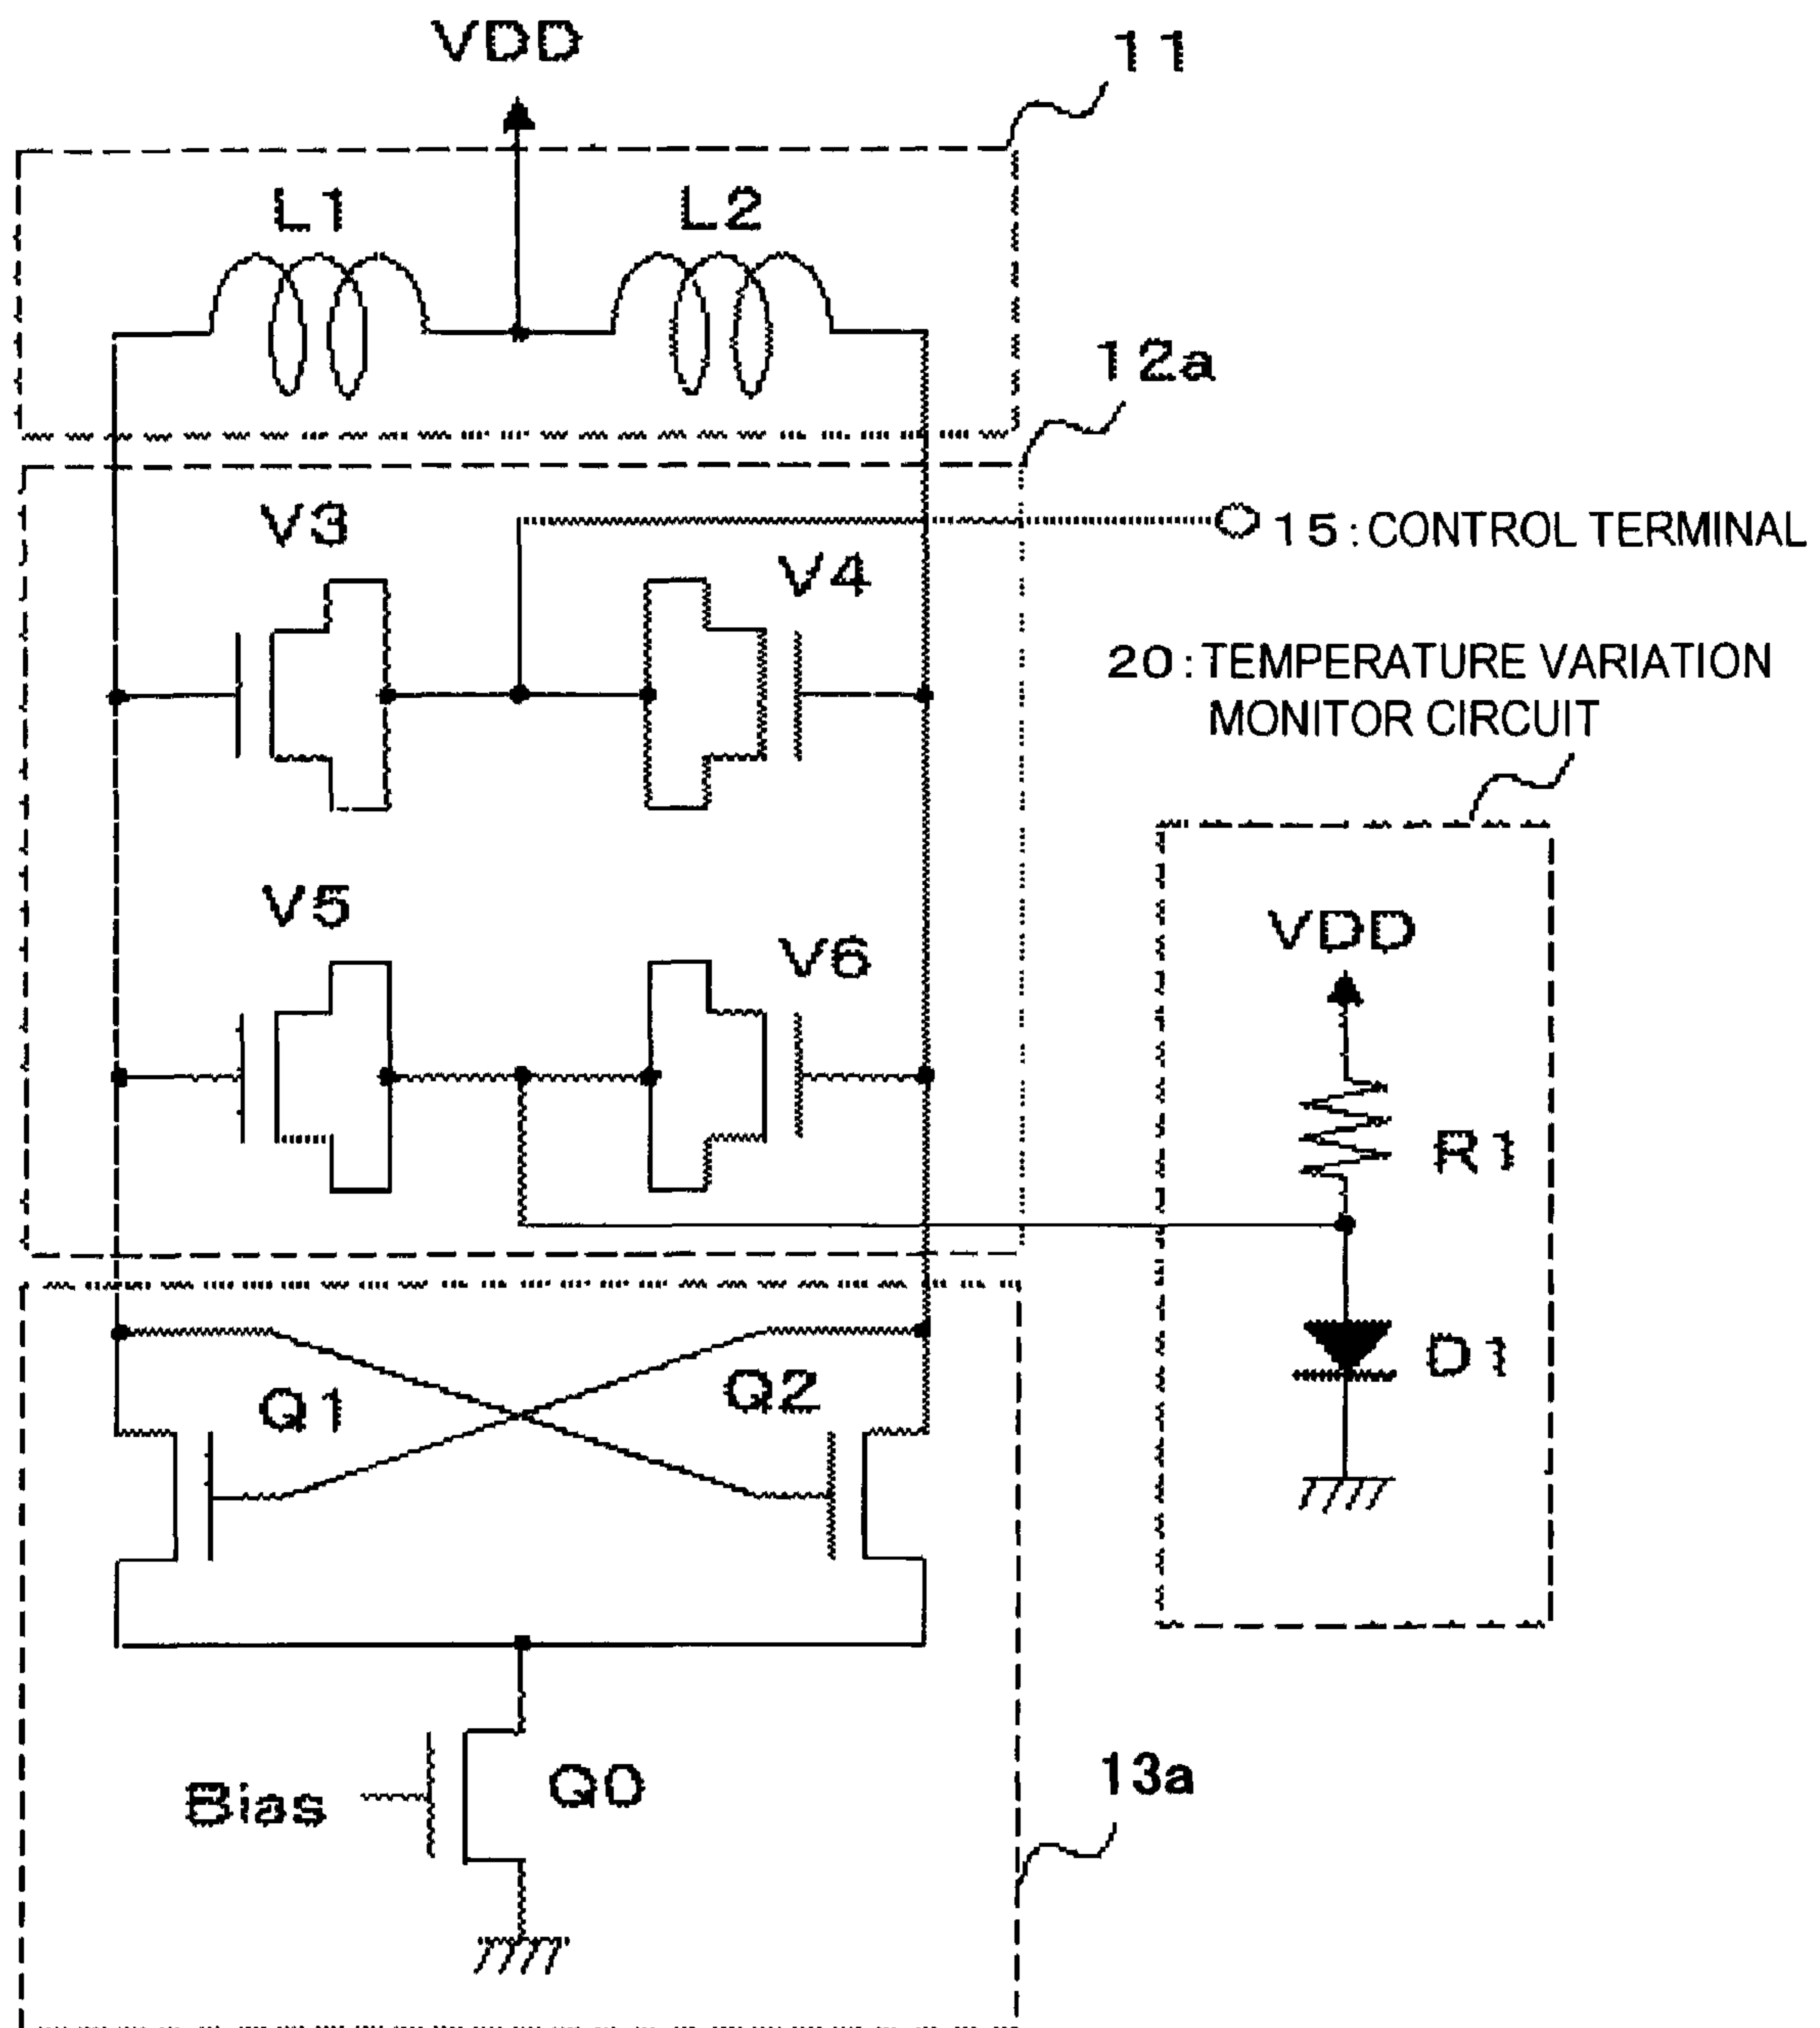 VDD
11
L1
L2
12a
V3
15: CONTROL TERMINAL
V4
20: TEMPERATURE VARIATION
MONITOR CIRCUIT
V5
V6
VDD
R1
D1
Q1
Q2
Bias
Q0
13a